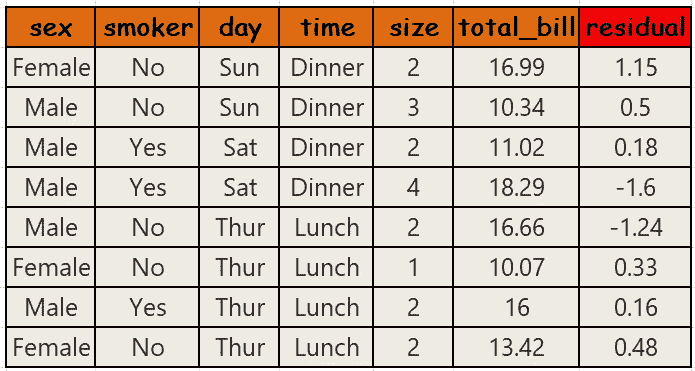 sex smoker day time size total_bill residual
Female No Sun Dinner 2 16.99 1.15
Male No Sun Dinner 3 10.34 0.5
Male Yes Sat Dinner 2 11.02 0.18
Male Yes Sat Dinner 4 18.29 -1.6
Male No Thur Lunch 2 16.66 -1.24
Female No Thur Lunch 1 10.07 0.33
Male Yes Thur Lunch 2 16 0.16
Female No Thur Lunch 2 13.42 0.48